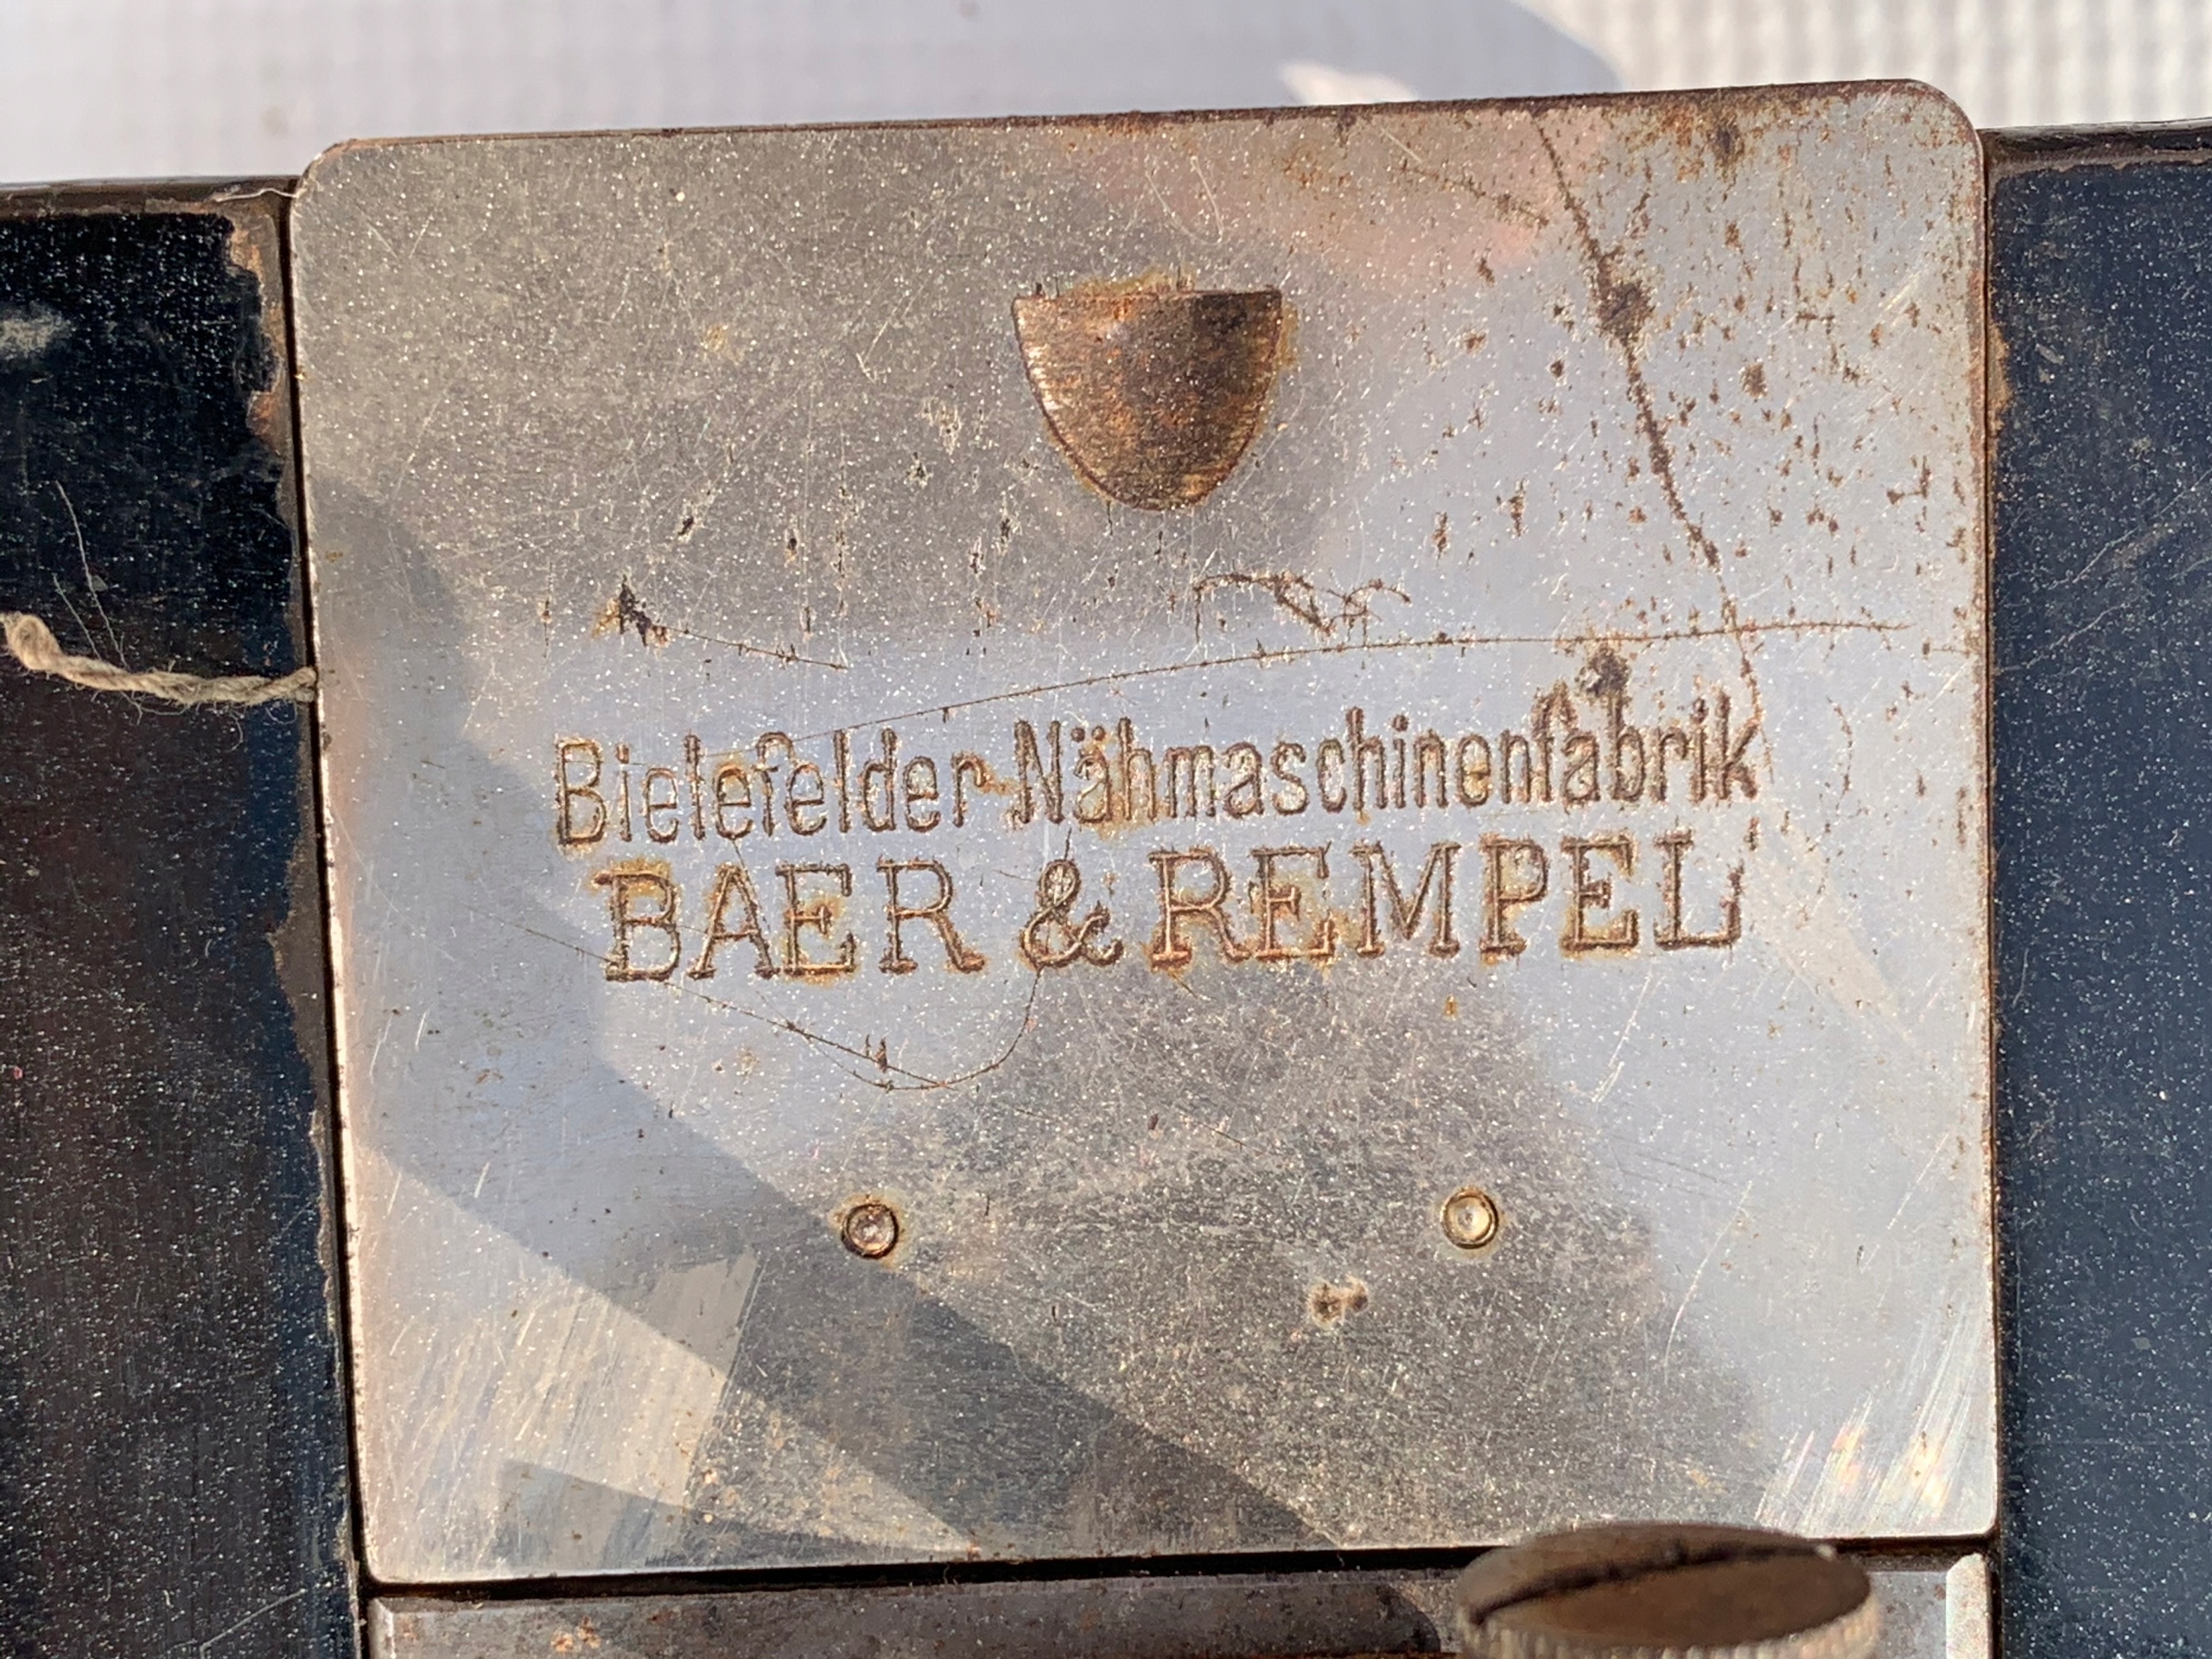 Bielefelder Nähmaschinenfabrik
BAER & REMPEL